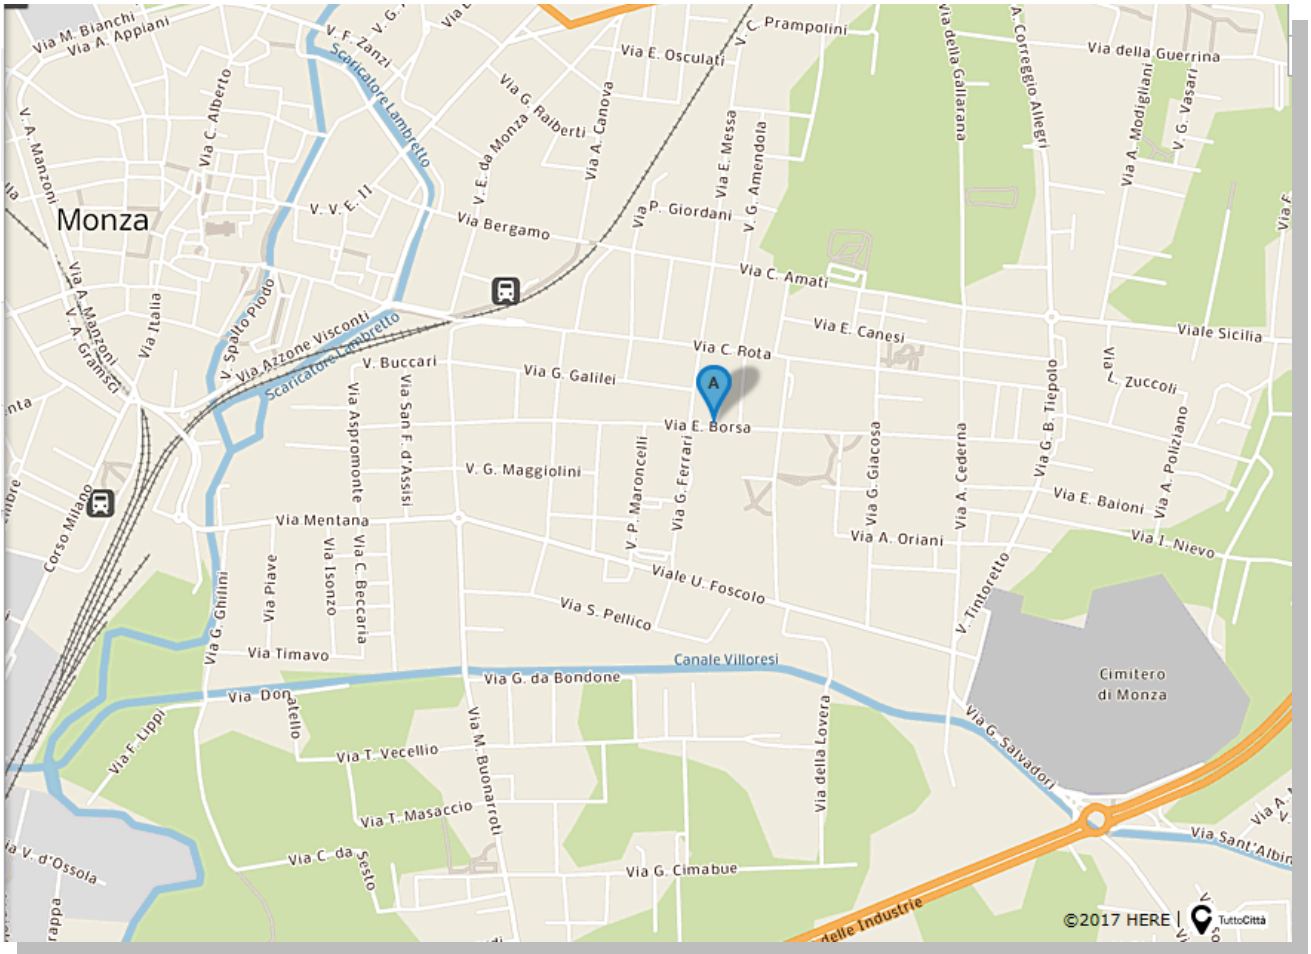 Via M. Bianchi
Via A. Appiani
V. F. Zanzi
V. G.
Scaricatore Lambretto
Via E. Osculati
V. C. Prampolini
Via della Gallarana
A. Correggio Allegri
Via della Guerrina
Via A. Modigliani
V. G. Vasari
V. A. Manzoni
Via C. Alberto
Via G. Raiberti
V. E. da Monza
Via A. Canova
Via E. Messa
V. G. Amendola
Monza
V. V. E. II
Via Bergamo
Via P. Giordani
Via C. Amati
Via A. Manzoni
V. A. Gramsci
Via Italia
V. Spalto Piodo
Via Azzone Visconti
Scaricatore Lambretto
V. Buccari
Via G. Galilei
Via C. Rota
Via E. Canesi
Viale Sicilia
Via L. Zuccoli
A
Via E. Borsa
Via Aspromonte
Via San F. d'Assisi
V. G. Maggiolini
V. P. Maroncelli
Via G. Ferrari
Via G. Giacosa
Via A. Cederna
Via G. B. Tiepolo
Via A. Poliziano
Via E. Baioni
Via I. Nievo
Via A. Oriani
Corso Milano
Via Mentana
Via G. Ghilini
Via Piave
Via Isonzo
Via C. Beccaria
Via Timavo
Viale U. Foscolo
Via S. Pellico
V. Tintoretto
Canale Villoresi
Cimitero
di Monza
Via G. da Bondone
Via Donatello
Via F. Lippi
Via T. Vecellio
Via M. Buonarroti
Via della Lovera
Via G. Salvadori
Via T. Masaccio
Via C. da Sesto
Via G. Cimabue
Via Sant'Albin
ia V. d'Ossola
rappa
delle Industrie
©2017 HERE | TuttoCittà